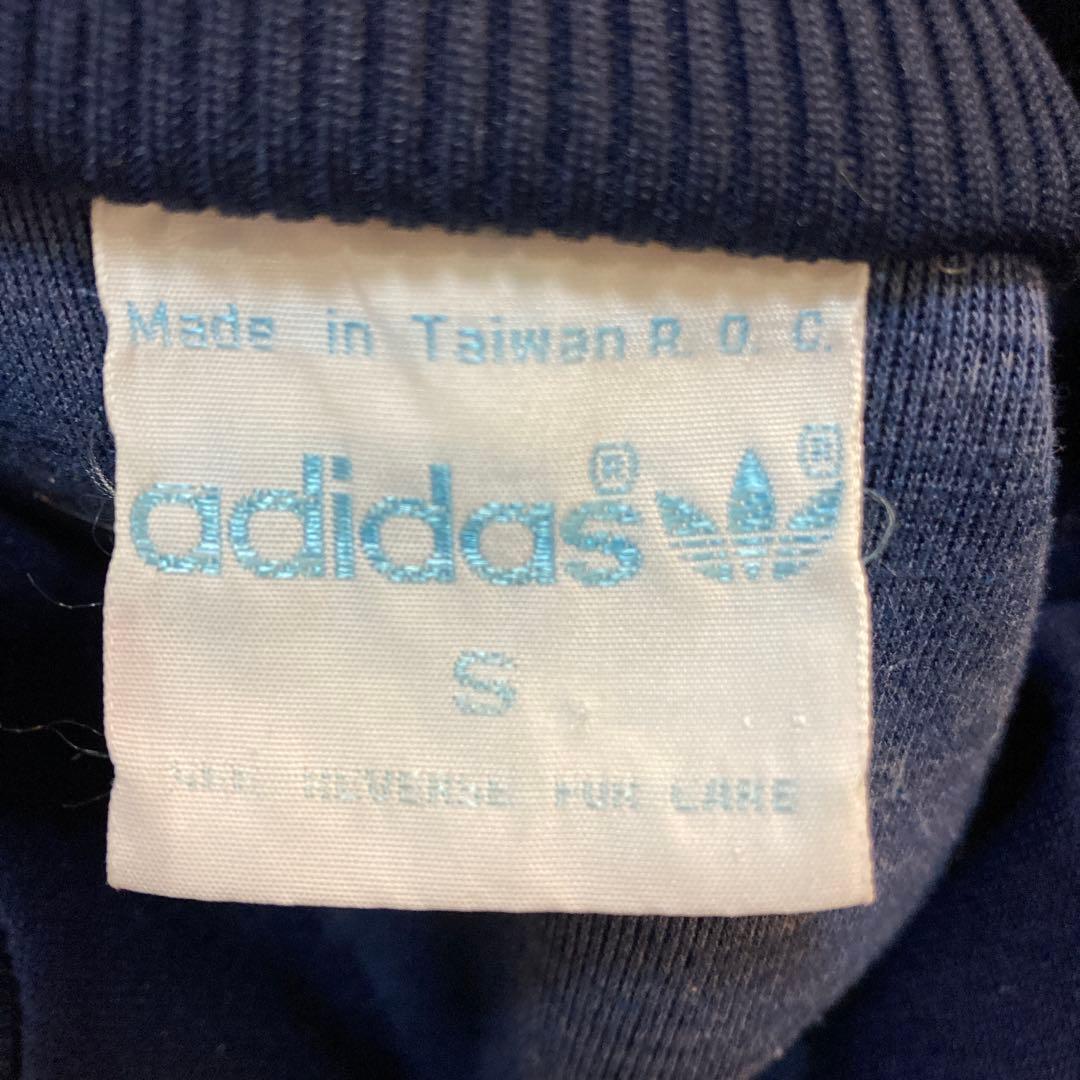 Made in Taiwan R. O. C.
adidas® ®
S
SEE REVERSE FOR CARE